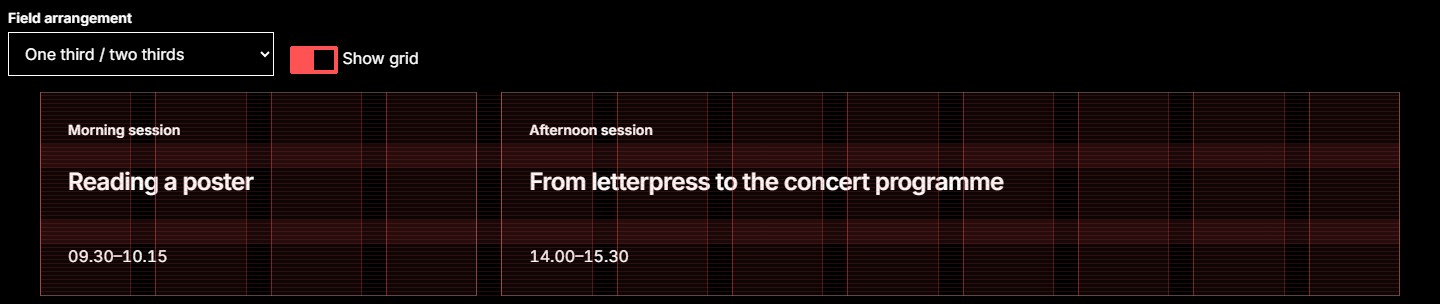 Field arrangement
One third / two thirds
Show grid
Morning session
Reading a poster
09.30–10.15
Afternoon session
From letterpress to the concert programme
14.00–15.30